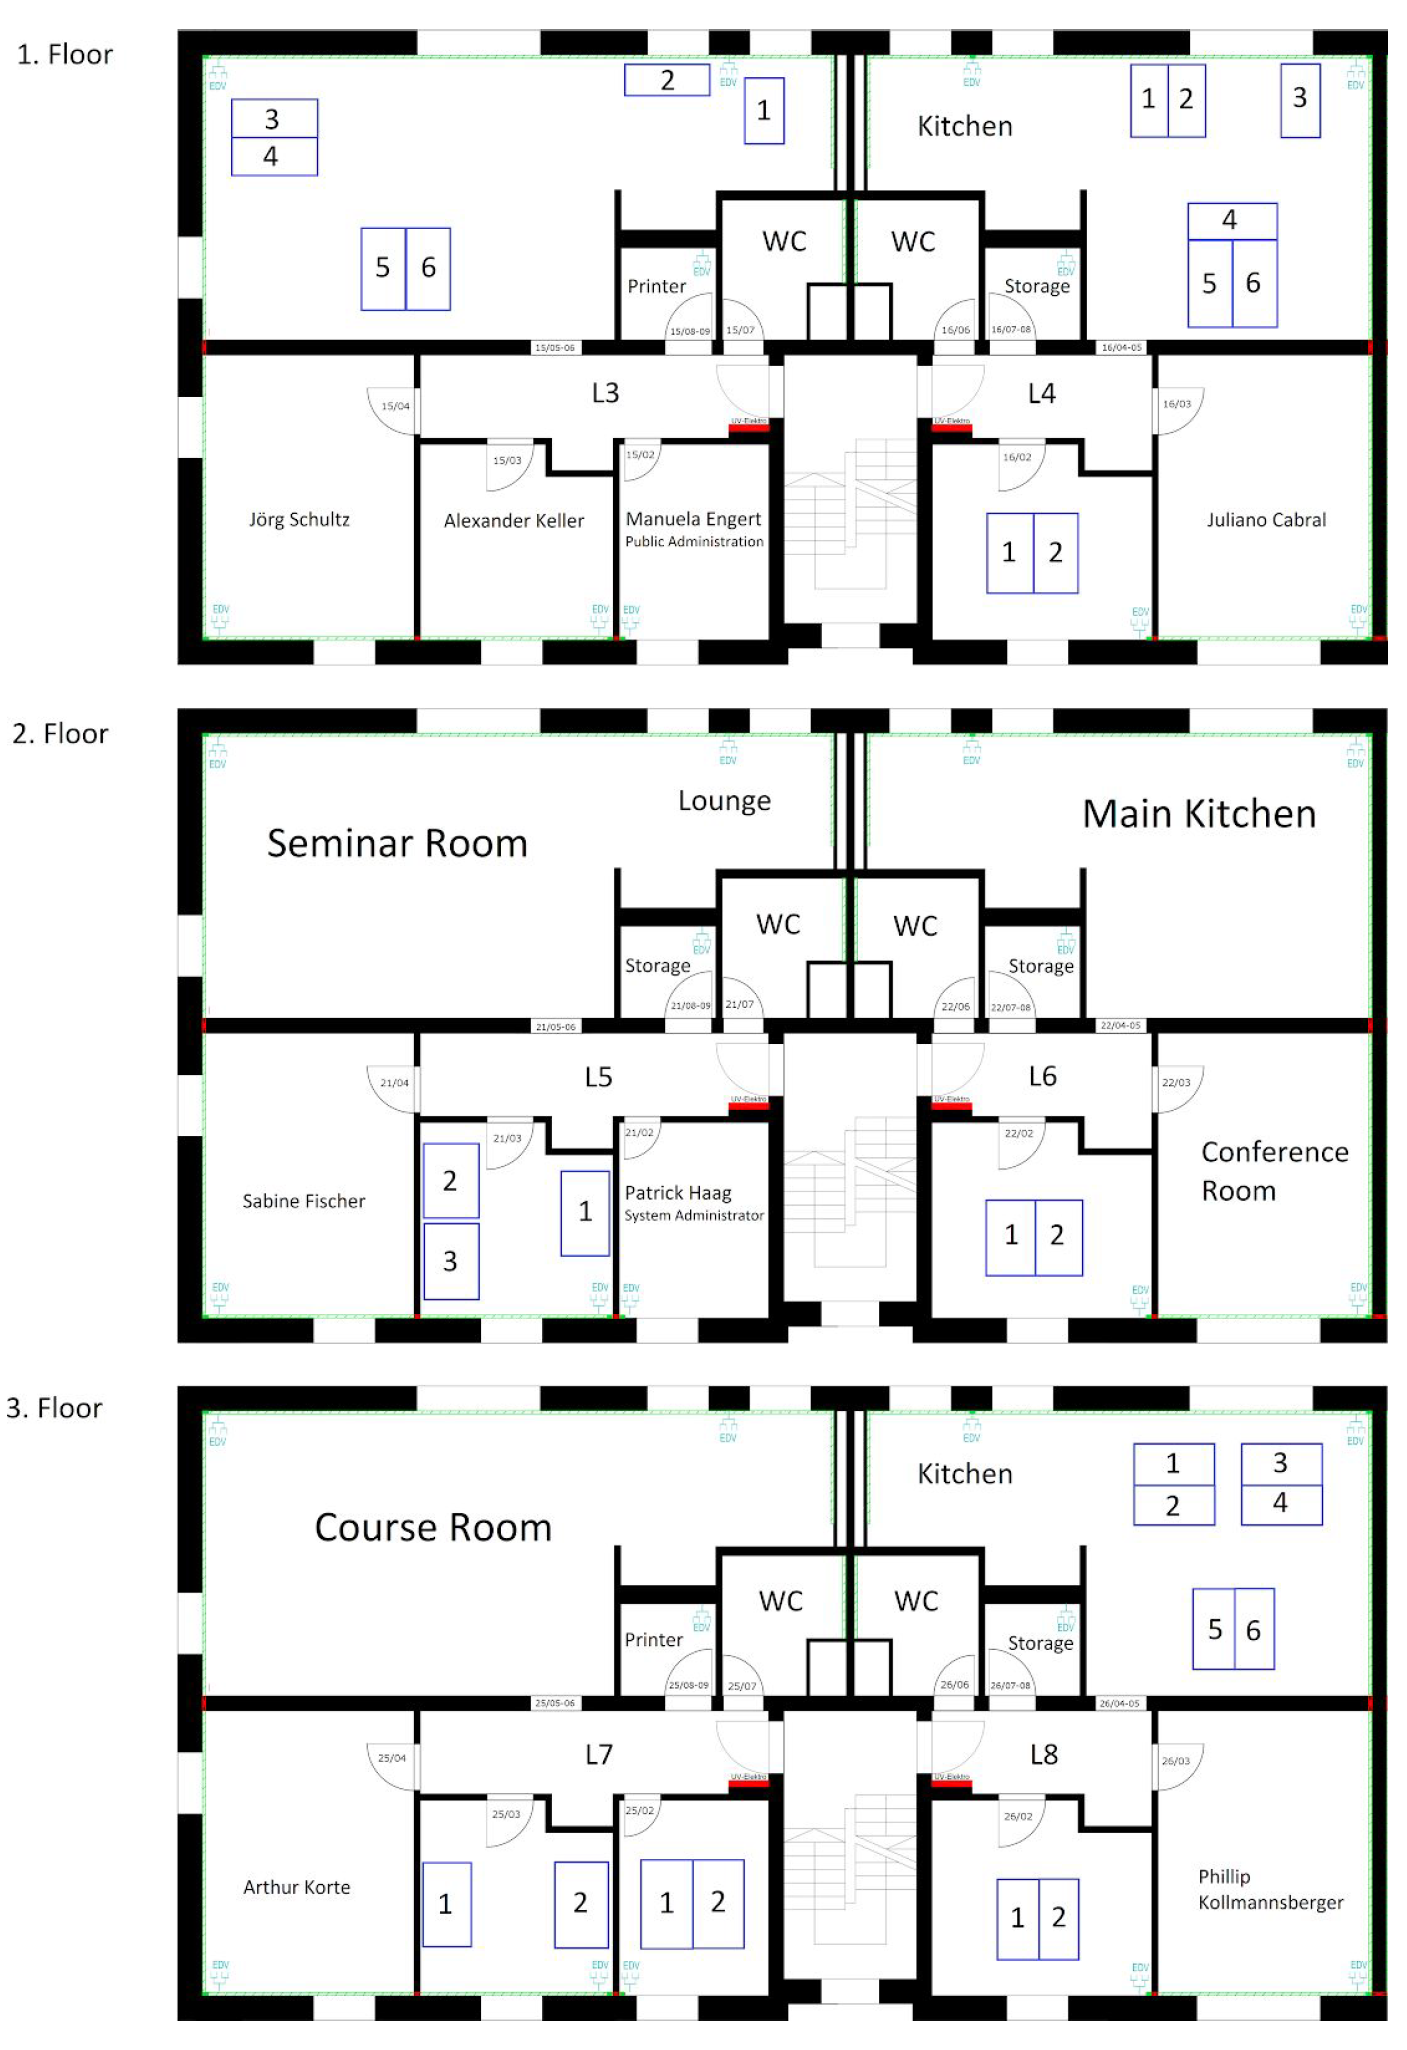 1. Floor
EDV
EDV
EDV
EDV
2
1
3
4
5
6
Kitchen
1
2
3
4
5
6
WC
WC
Printer
EDV
Storage
EDV
15/08-09
15/07
16/06
16/07-08
15/05-06
16/04-05
L3
L4
15/04
16/03
UV-Elektro
UV-Elektro
15/03
15/02
16/02
Jörg Schultz
Alexander Keller
Manuela Engert
Public Administration
1
2
Juliano Cabral
EDV
EDV
EDV
EDV
EDV
2. Floor
EDV
EDV
EDV
EDV
Lounge
Seminar Room
Main Kitchen
WC
WC
Storage
EDV
Storage
EDV
21/08-09
21/07
22/06
22/07-08
21/05-06
22/04-05
L5
L6
21/04
22/03
UV-Elektro
UV-Elektro
21/03
21/02
22/02
Sabine Fischer
2
1
3
Patrick Haag
System Administrator
1
2
Conference
Room
EDV
EDV
EDV
EDV
EDV
3. Floor
EDV
EDV
EDV
EDV
Kitchen
1
2
3
4
Course Room
5
6
WC
WC
Printer
EDV
Storage
EDV
25/08-09
25/07
26/06
26/07-08
25/05-06
26/04-05
L7
L8
25/04
26/03
UV-Elektro
UV-Elektro
25/03
25/02
26/02
Arthur Korte
1
2
1
2
1
2
Phillip
Kollmannsberger
EDV
EDV
EDV
EDV
EDV